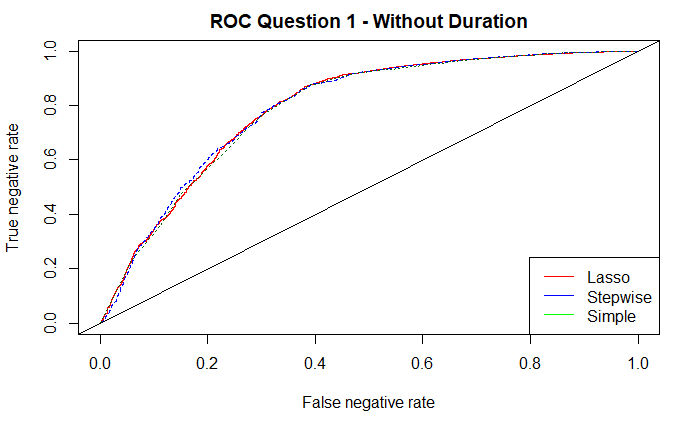 ROC Question 1 - Without Duration
True negative rate
1.0
0.8
0.6
0.4
0.2
0.0
Lasso
Stepwise
Simple
0.0 0.2 0.4 0.6 0.8 1.0
False negative rate